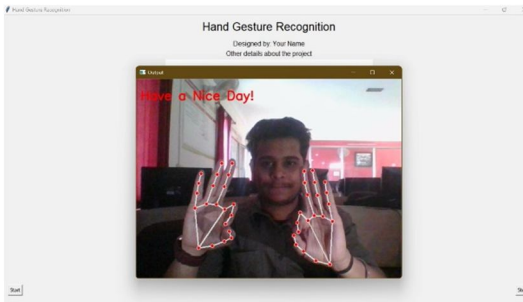 Hand Gesture Recognition
Hand Gesture Recognition
Designed by: Your Name
Other details about the project
Output
Have a Nice Day!
Start